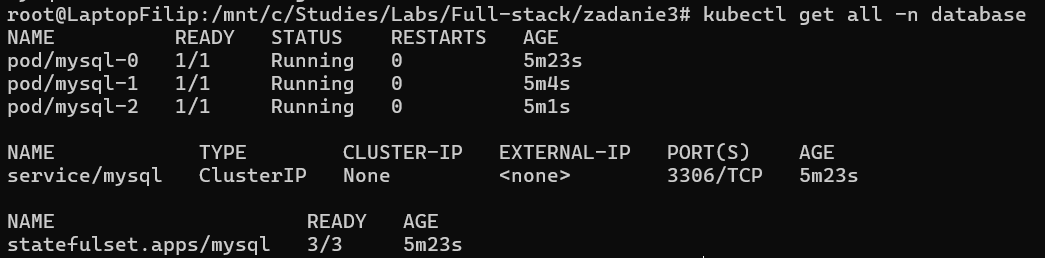 root@LaptopFilip:/mnt/c/Studies/Labs/Full-stack/zadanie3# kubectl get all -n database
NAME READY STATUS RESTARTS AGE
pod/mysql-0 1/1 Running 0 5m23s
pod/mysql-1 1/1 Running 0 5m4s
pod/mysql-2 1/1 Running 0 5m1s
NAME TYPE CLUSTER-IP EXTERNAL-IP PORT(S) AGE
service/mysql ClusterIP None <none> 3306/TCP 5m23s
NAME READY AGE
statefulset.apps/mysql 3/3 5m23s